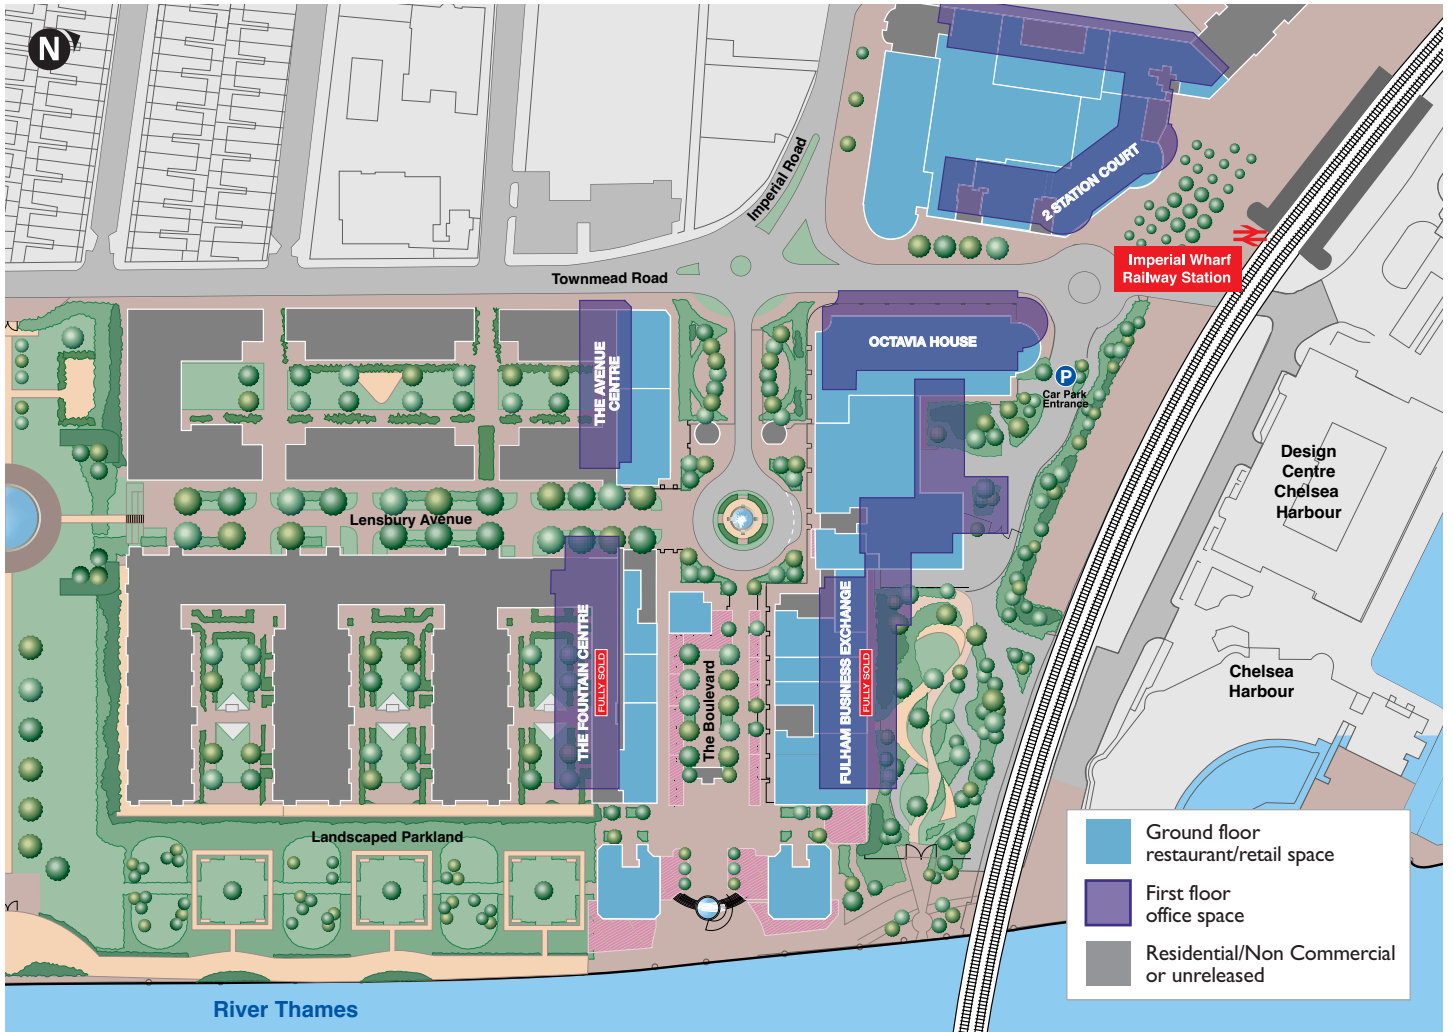 N
Imperial Road
2 STATION COURT
Imperial Wharf
Railway Station
Townmead Road
THE AVENUE
CENTRE
OCTAVIA HOUSE
P
Car Park
Entrance
Design
Centre
Chelsea
Harbour
Lensbury Avenue
THE FOUNTAIN CENTRE
FULLY SOLD
The Boulevard
FULHAM BUSINESS EXCHANGE
FULLY SOLD
Chelsea
Harbour
Landscaped Parkland
Ground floor
restaurant/retail space
First floor
office space
Residential/Non Commercial
or unreleased
River Thames